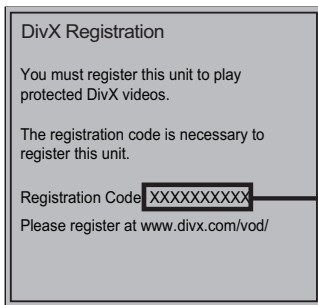 DivX Registration
You must register this unit to play
protected DivX videos.
The registration code is necessary to
register this unit.
Registration Code XXXXXXXXXX
Please register at www.divx.com/vod/